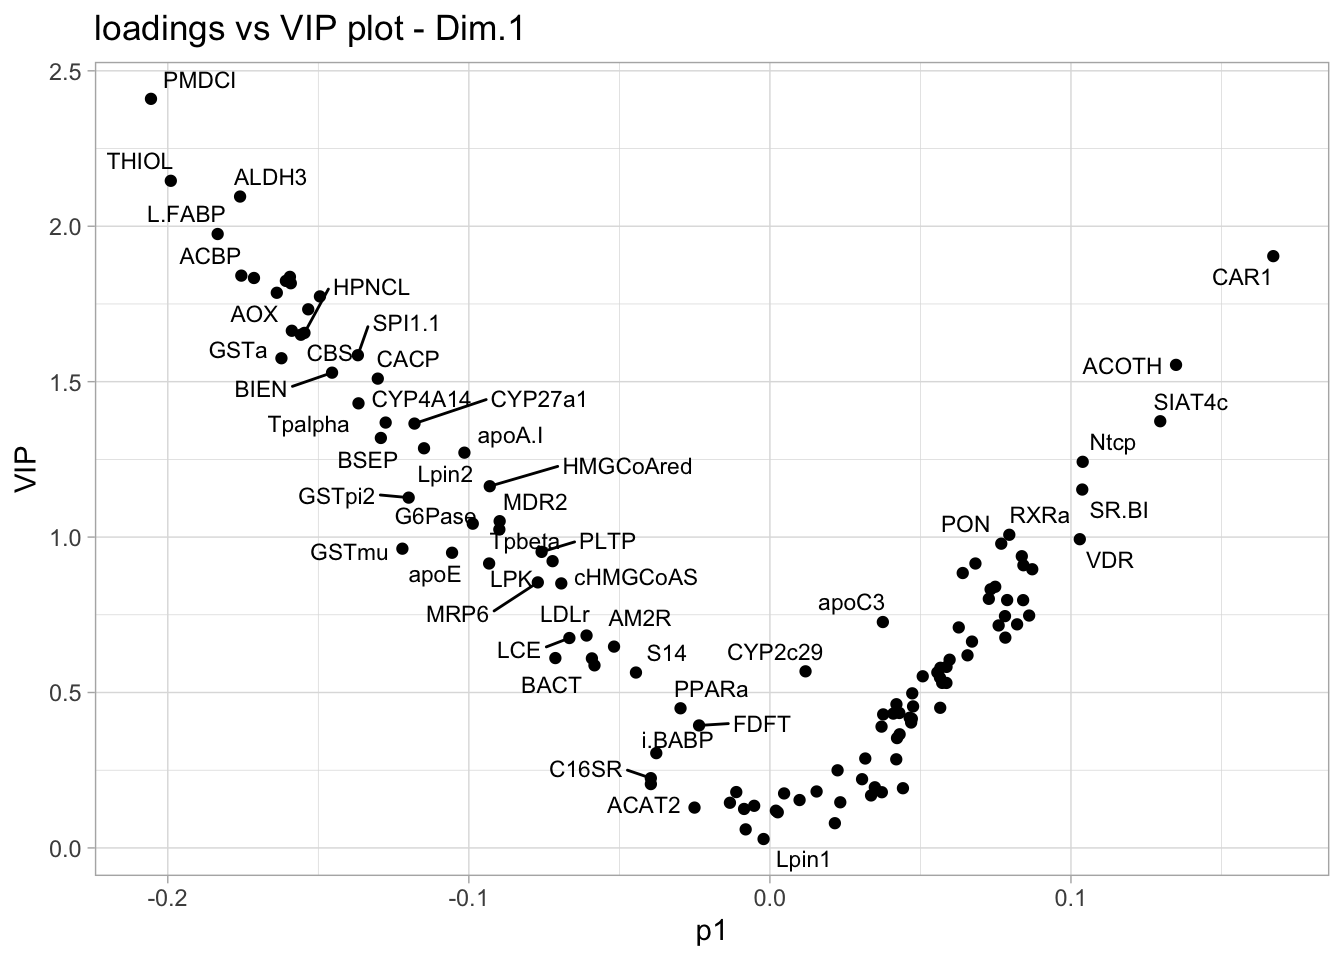 loadings vs VIP plot - Dim.1
2.5
PMDCI
THIOL
ALDH3
L.FABP
2.0
ACBP
CAR1
HPNCL
AOX
SPI1.1
GSTa
CBS
CACP
ACOTH
1.5
BIEN
CYP4A14
CYP27a1
SIAT4c
Tpalpha
apoA.I
Ntcp
BSEP
Lpin2
HMGCoAred
GSTpi2
MDR2
SR.BI
G6Pase
PON
RXRa
1.0
Tpbeta
PLTP
GSTmu
VDR
apoE
LPK
cHMGCoAS
MRP6
LDLr
AM2R
apoC3
LCE
S14
CYP2c29
BACT
PPARa
0.5
FDFT
i.BABP
C16SR
ACAT2
0.0
Lpin1
-0.2
-0.1
0.0
0.1
p1
VIP